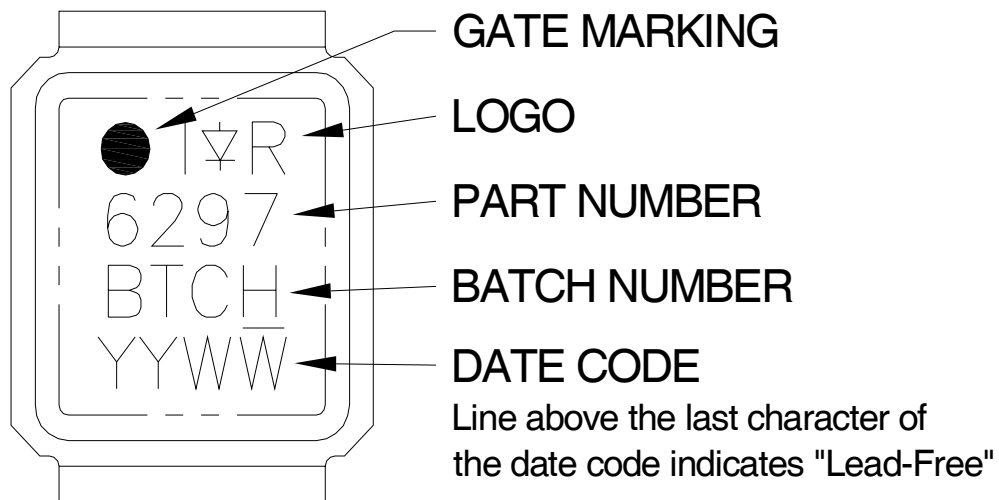 GATE MARKING
I R
LOGO
6297
PART NUMBER
BTCH
BATCH NUMBER
YYWW
DATE CODE
Line above the last character of
the date code indicates "Lead-Free"